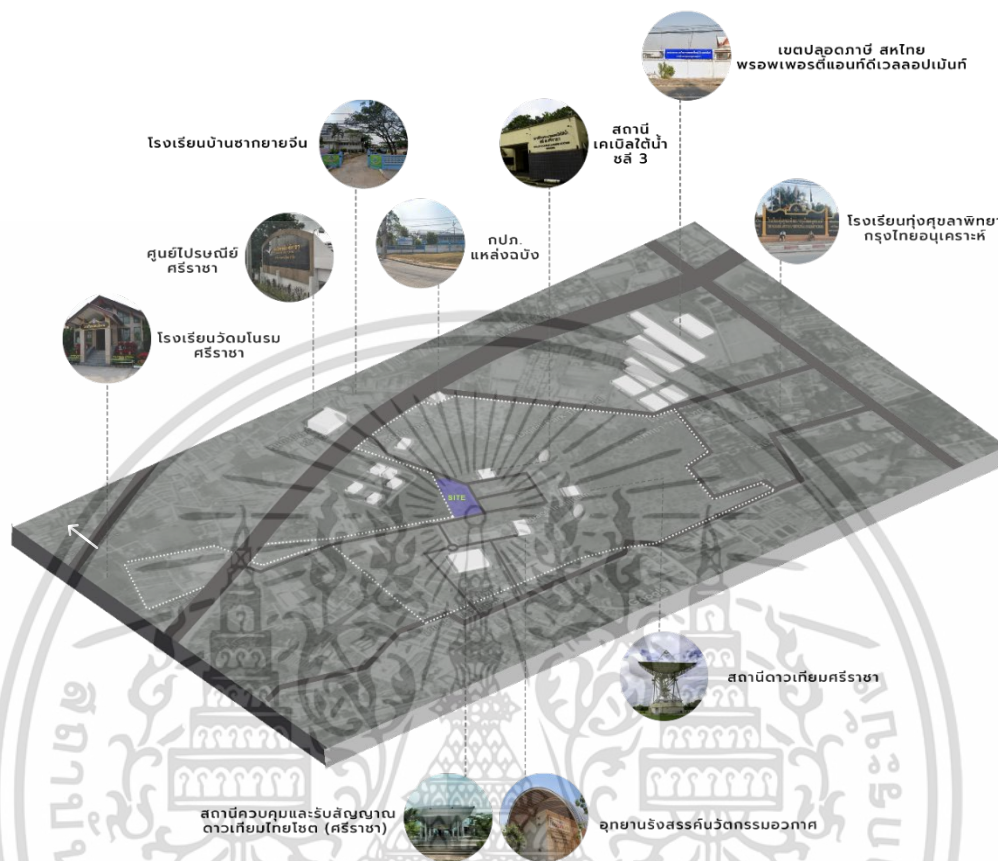 เขตปลอดภาษี สหไทย
พรอพเพอร์ตี้แอนท์ดีเวลลอปเม้นท์
โรงเรียนบ้านชากยายจีน
สถานี
เคเบิลใต้น้ำ
ชลี 3
โรงเรียนทุ่งศุขลาพิทยา
กรุงไทยอนุเคราะห์
ศูนย์ไปรษณีย์
ศรีราชา
กปภ.
แหลงฉบัง
โรงเรียนวัดมโนรม
ศรีราชา
SITE
สถานีดาวเทียมศรีราชา
สถานีควบคุมและรับสัญญาณ
ดาวเทียมไทยโชต (ศรีราชา)
อุทยานรังสรรค์นวัตกรรมอวกาศ